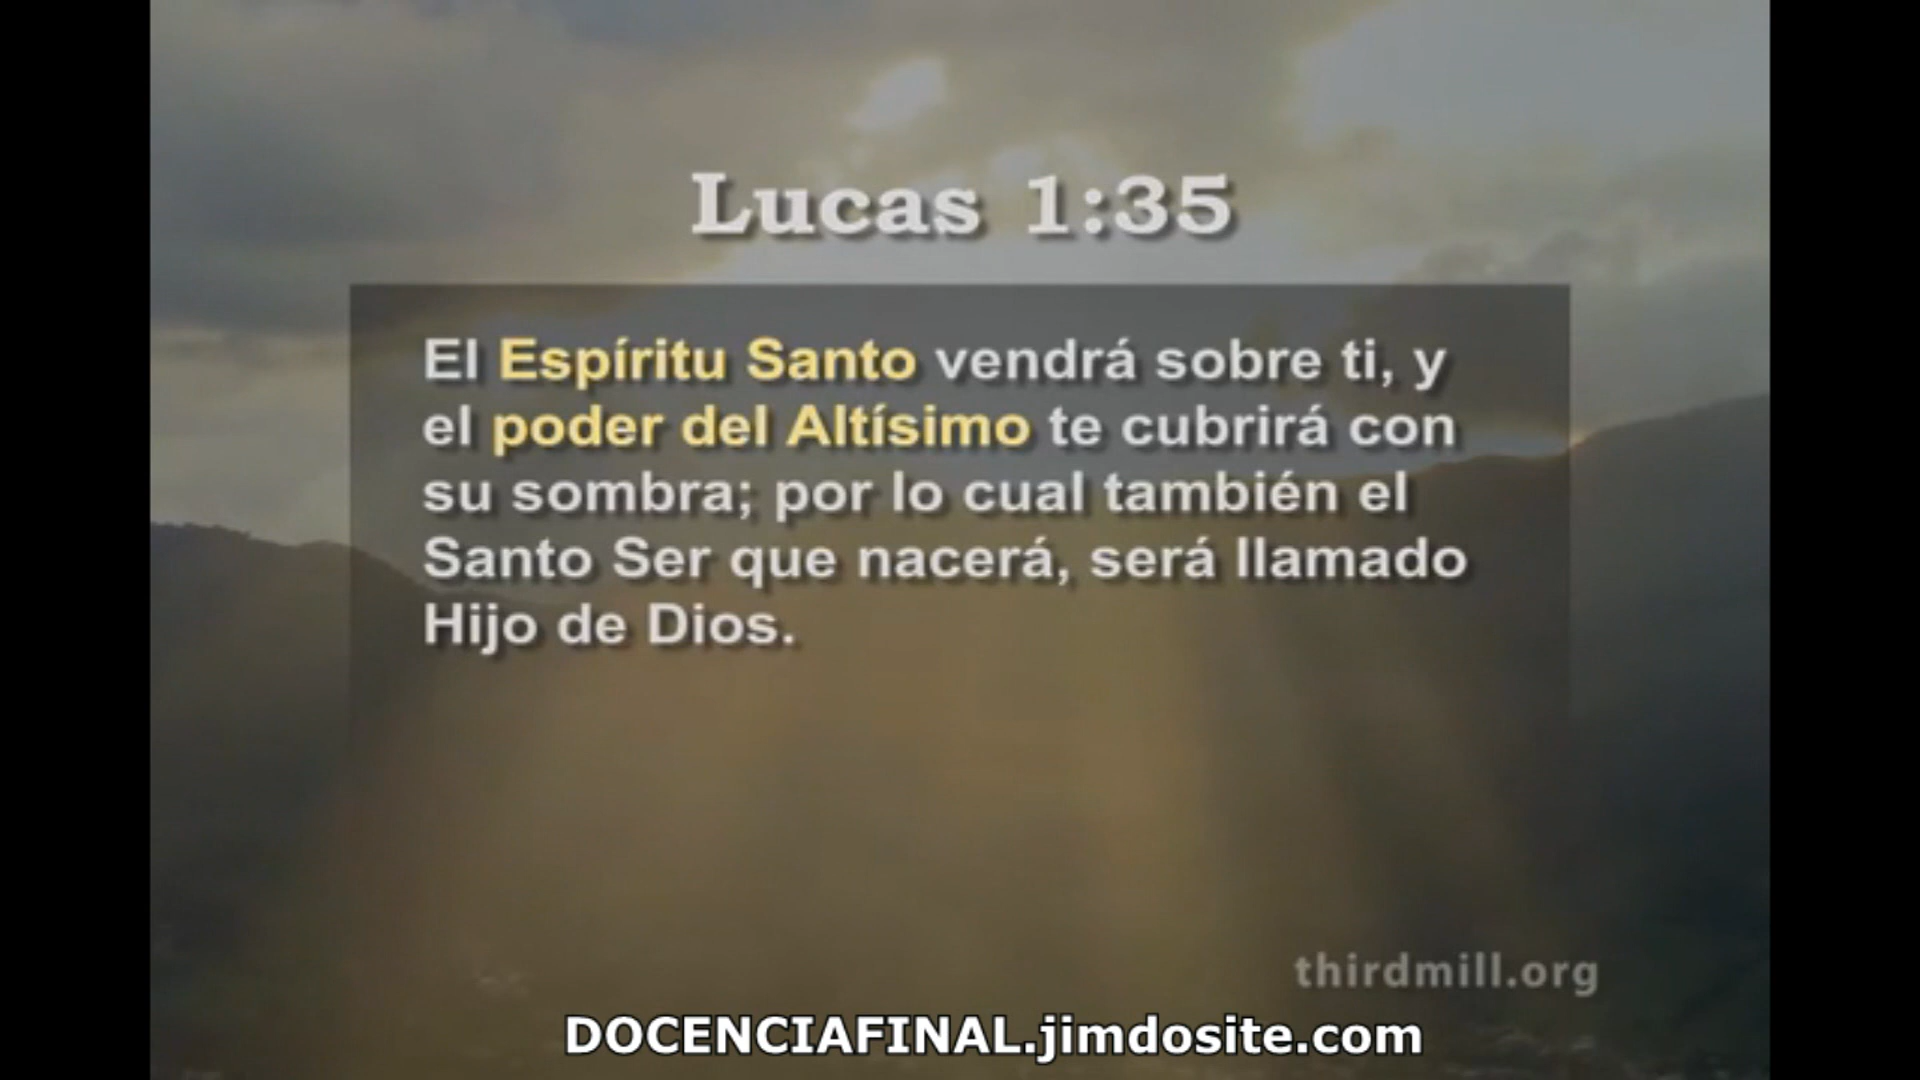 Lucas 1:35
El Espíritu Santo vendrá sobre ti, y
el poder del Altísimo te cubrirá con
su sombra; por lo cual también el
Santo Ser que nacerá, será llamado
Hijo de Dios.
thirdmill.org
DOCENCIAFINAL.jimdosite.com